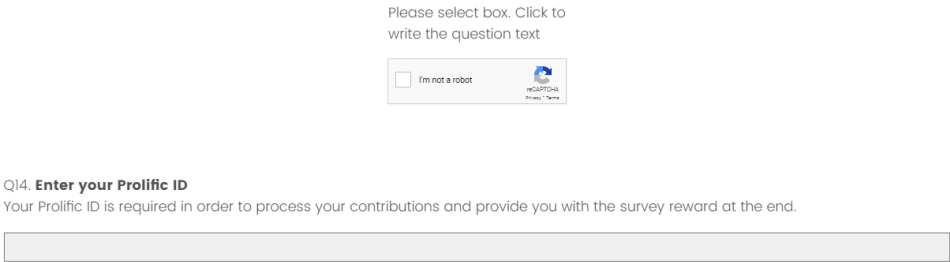 Please select box. Click to
write the question text
I'm not a robot
reCAPTCHA
Privacy - Terms
Q14. Enter your Prolific ID
Your Prolific ID is required in order to process your contributions and provide you with the survey reward at the end.